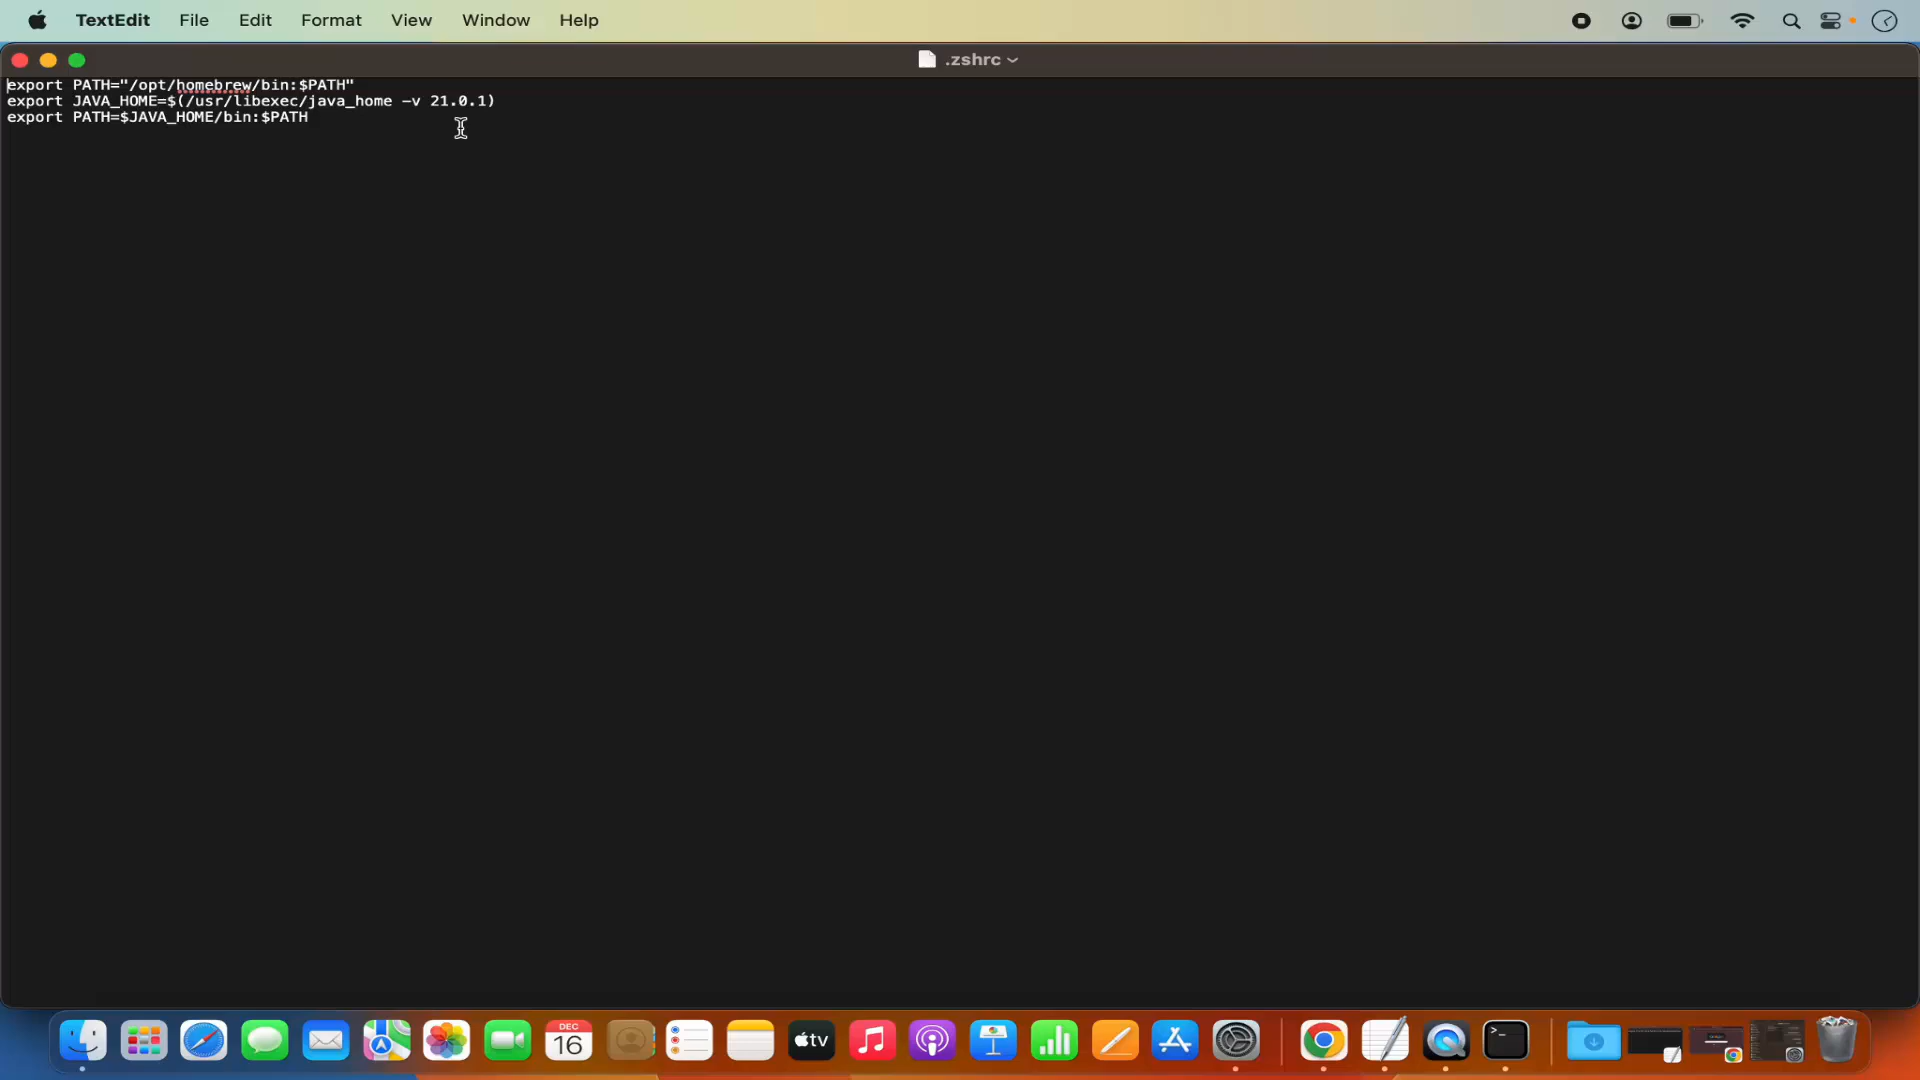 TextEdit File Edit Format View Window Help
.zshrc
export PATH="/opt/homebrew/bin:$PATH"
export JAVA_HOME=$(/usr/libexec/java_home -v 21.0.1)
export PATH=$JAVA_HOME/bin:$PATH
DEC
16
tv
>_